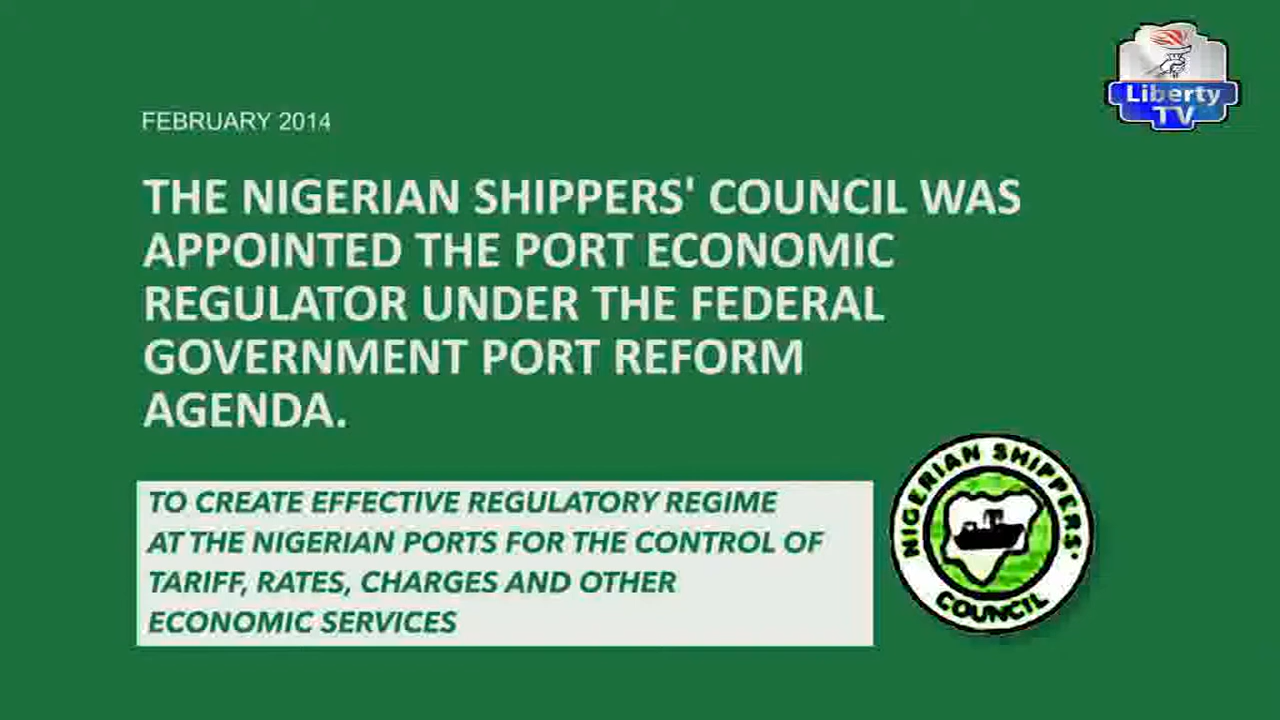 Liberty
TV
FEBRUARY 2014
THE NIGERIAN SHIPPERS' COUNCIL WAS
APPOINTED THE PORT ECONOMIC
REGULATOR UNDER THE FEDERAL
GOVERNMENT PORT REFORM
AGENDA.
TO CREATE EFFECTIVE REGULATORY REGIME
AT THE NIGERIAN PORTS FOR THE CONTROL OF
TARIFF, RATES, CHARGES AND OTHER
ECONOMIC SERVICES
NIGERIAN SHIPPERS'
COUNCIL